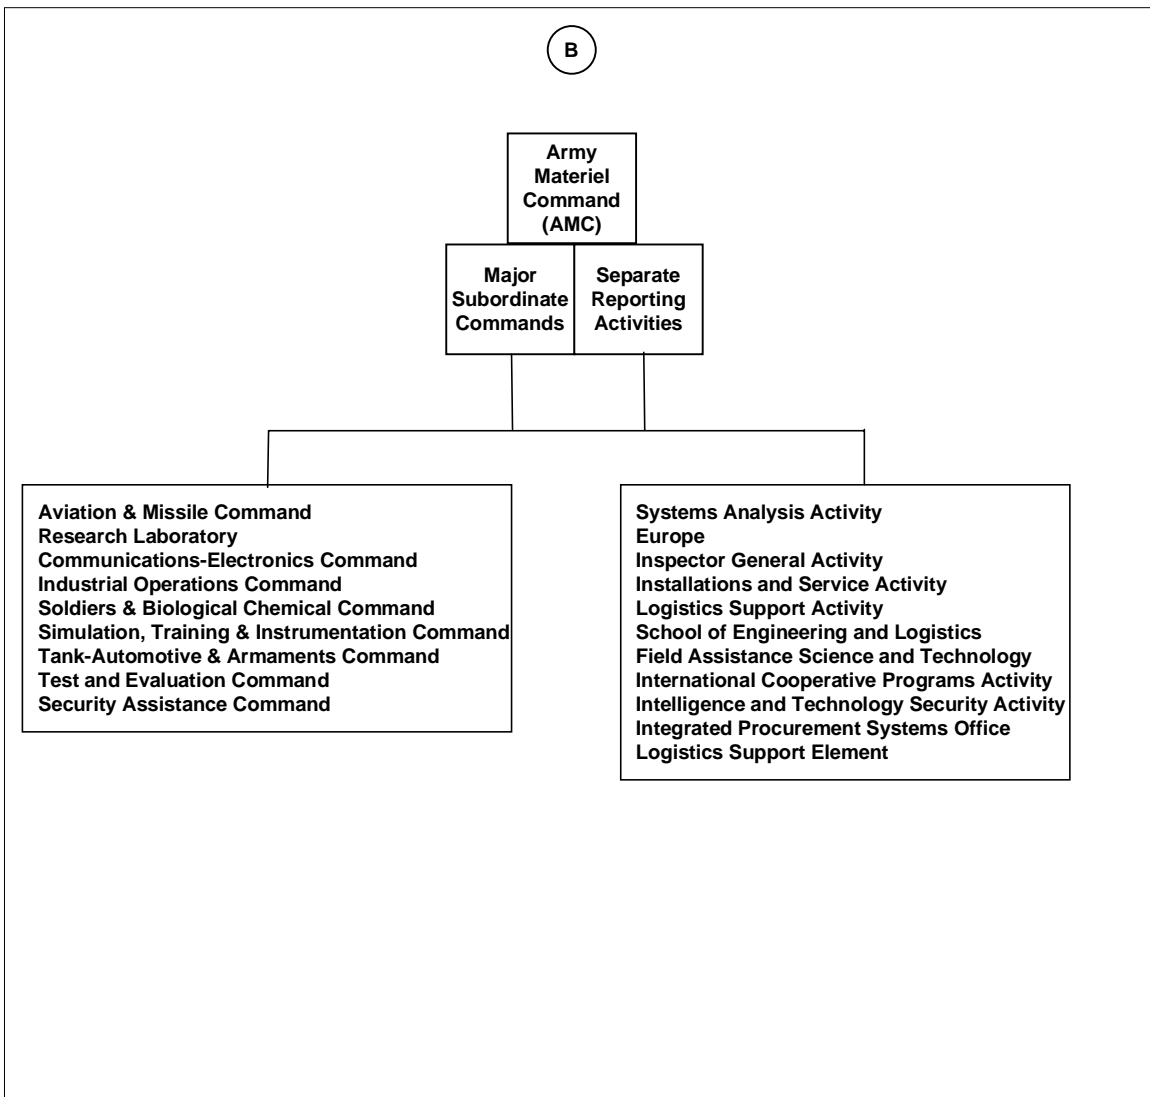 B
Army
Materiel
Command
(AMC)
Major
Subordinate
Commands
Separate
Reporting
Activities
Aviation & Missile Command
Research Laboratory
Communications-Electronics Command
Industrial Operations Command
Soldiers & Biological Chemical Command
Simulation, Training & Instrumentation Command
Tank-Automotive & Armaments Command
Test and Evaluation Command
Security Assistance Command
Systems Analysis Activity
Europe
Inspector General Activity
Installations and Service Activity
Logistics Support Activity
School of Engineering and Logistics
Field Assistance Science and Technology
International Cooperative Programs Activity
Intelligence and Technology Security Activity
Integrated Procurement Systems Office
Logistics Support Element